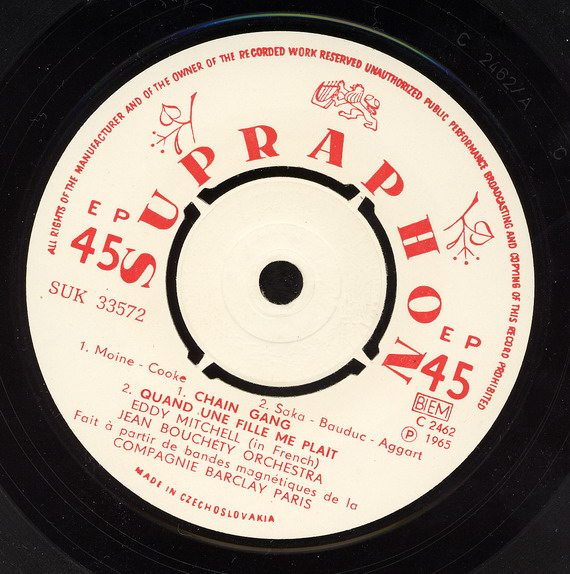 ALL RIGHTS OF THE MANUFACTURER AND OF THE OWNER OF THE RECORDED WORK RESERVED UNAUTHORIZED PUBLIC PERFORMANCE BROADCASTING AND COPYING OF THIS RECORD PROHIBITED
C 2462/A
SUPRAPHON
EP
45
SUK 33572
EP
45
BIEM
C 2462
Ⓟ 1965
1. Moine - Cooke
2. Saka - Bauduc - Aggart
1. CHAIN GANG
2. QUAND UNE FILLE ME PLAIT
EDDY MITCHELL (in French)
JEAN BOUCHETY ORCHESTRA
Fait à partir de bandes magnétiques de la
COMPAGNIE BARCLAY PARIS
MADE IN CZECHOSLOVAKIA